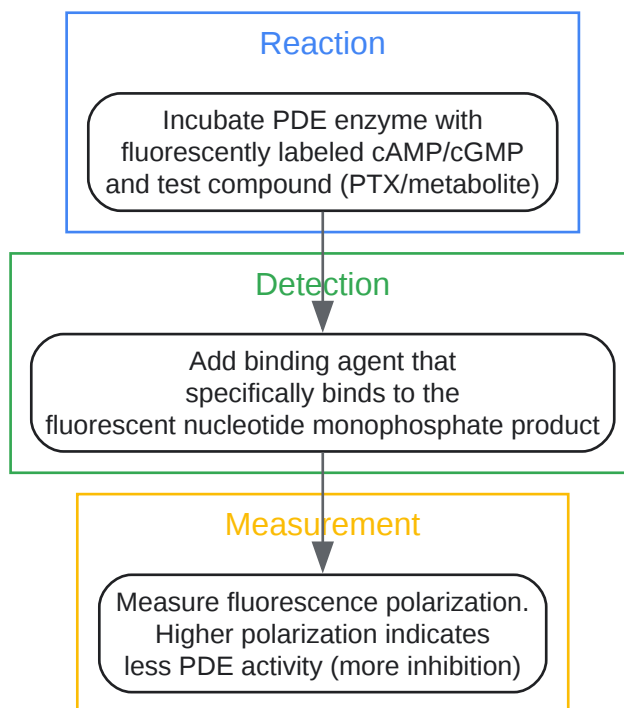 Reaction
Incubate PDE enzyme with
fluorescently labeled cAMP/cGMP
and test compound (PTX/metabolite)
Detection
Add binding agent that
specifically binds to the
fluorescent nucleotide monophosphate product
Measurement
Measure fluorescence polarization.
Higher polarization indicates
less PDE activity (more inhibition)